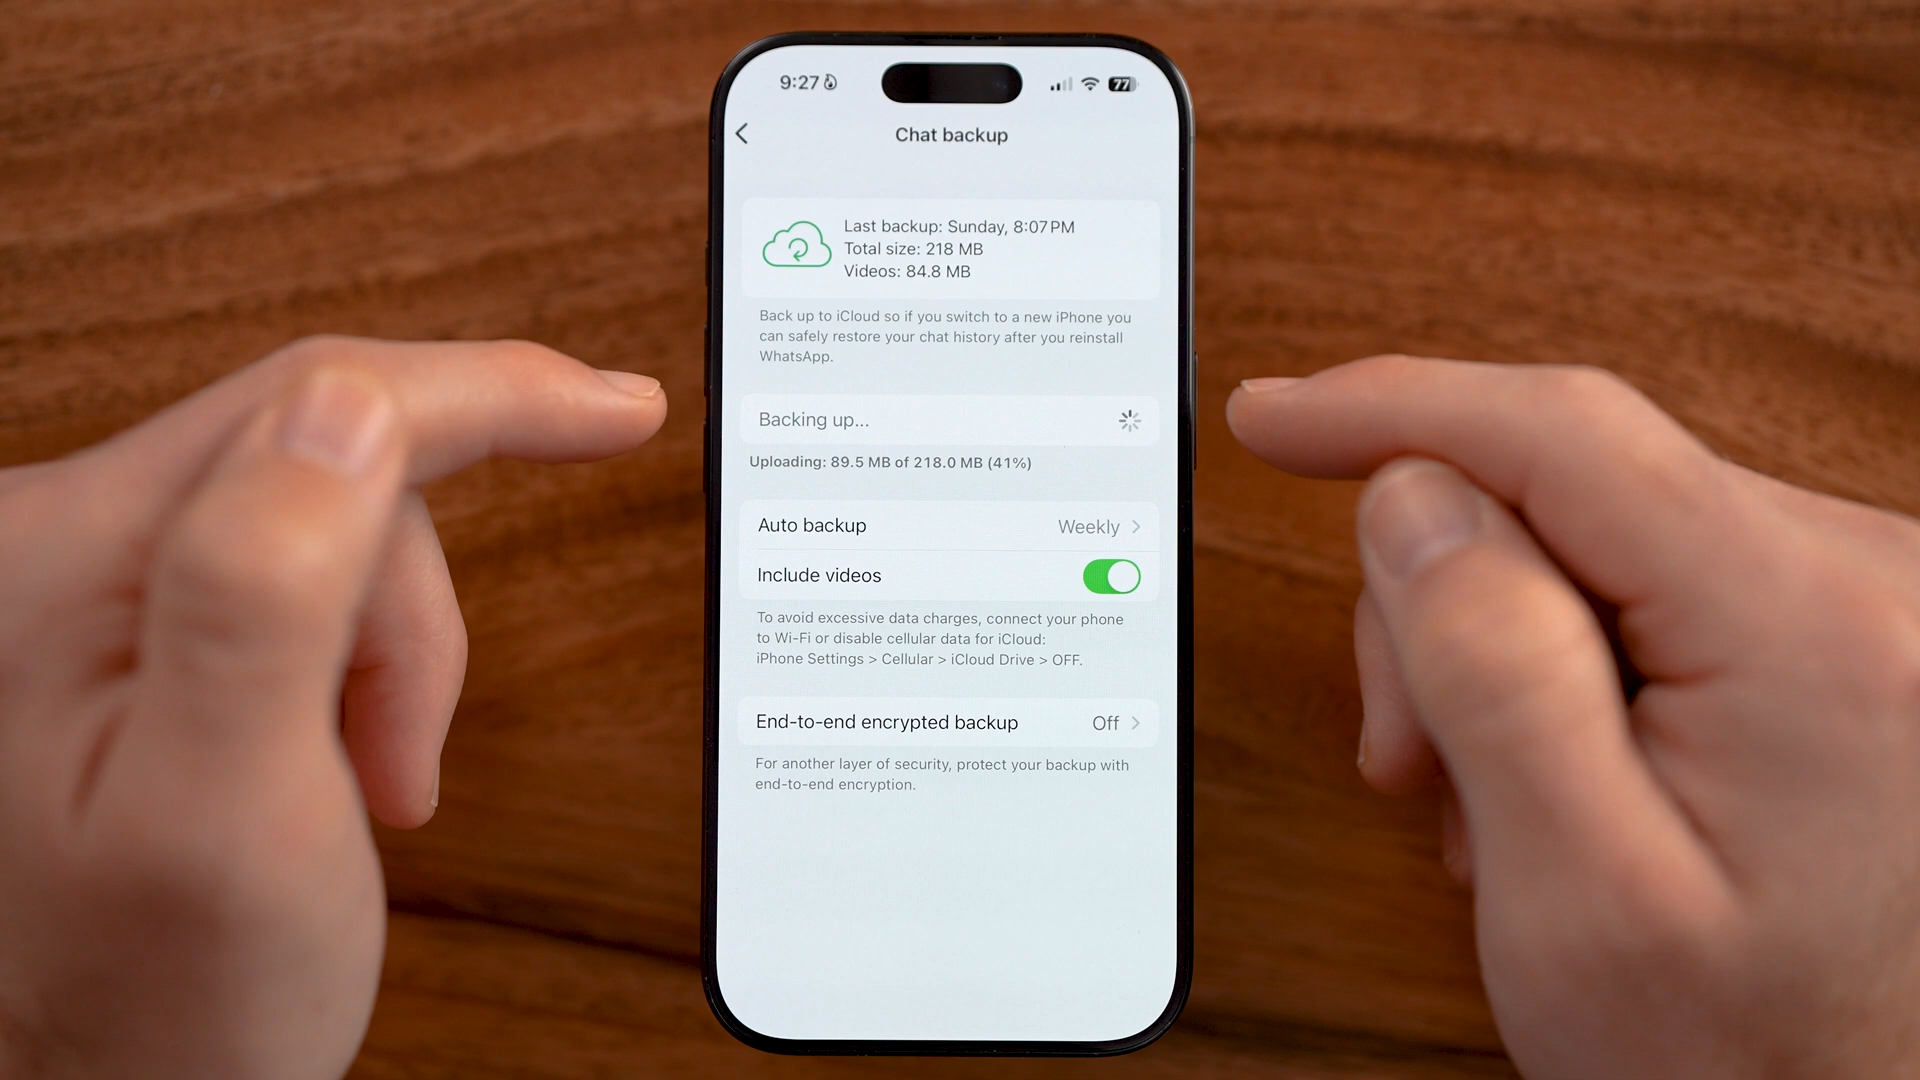 9:27
77
Chat backup
Last backup: Sunday, 8:07 PM
Total size: 218 MB
Videos: 84.8 MB
Back up to iCloud so if you switch to a new iPhone you
can safely restore your chat history after you reinstall
WhatsApp.
Backing up...
Uploading: 89.5 MB of 218.0 MB (41%)
Auto backup Weekly
Include videos
To avoid excessive data charges, connect your phone
to Wi-Fi or disable cellular data for iCloud:
iPhone Settings > Cellular > iCloud Drive > OFF.
End-to-end encrypted backup Off
For another layer of security, protect your backup with
end-to-end encryption.